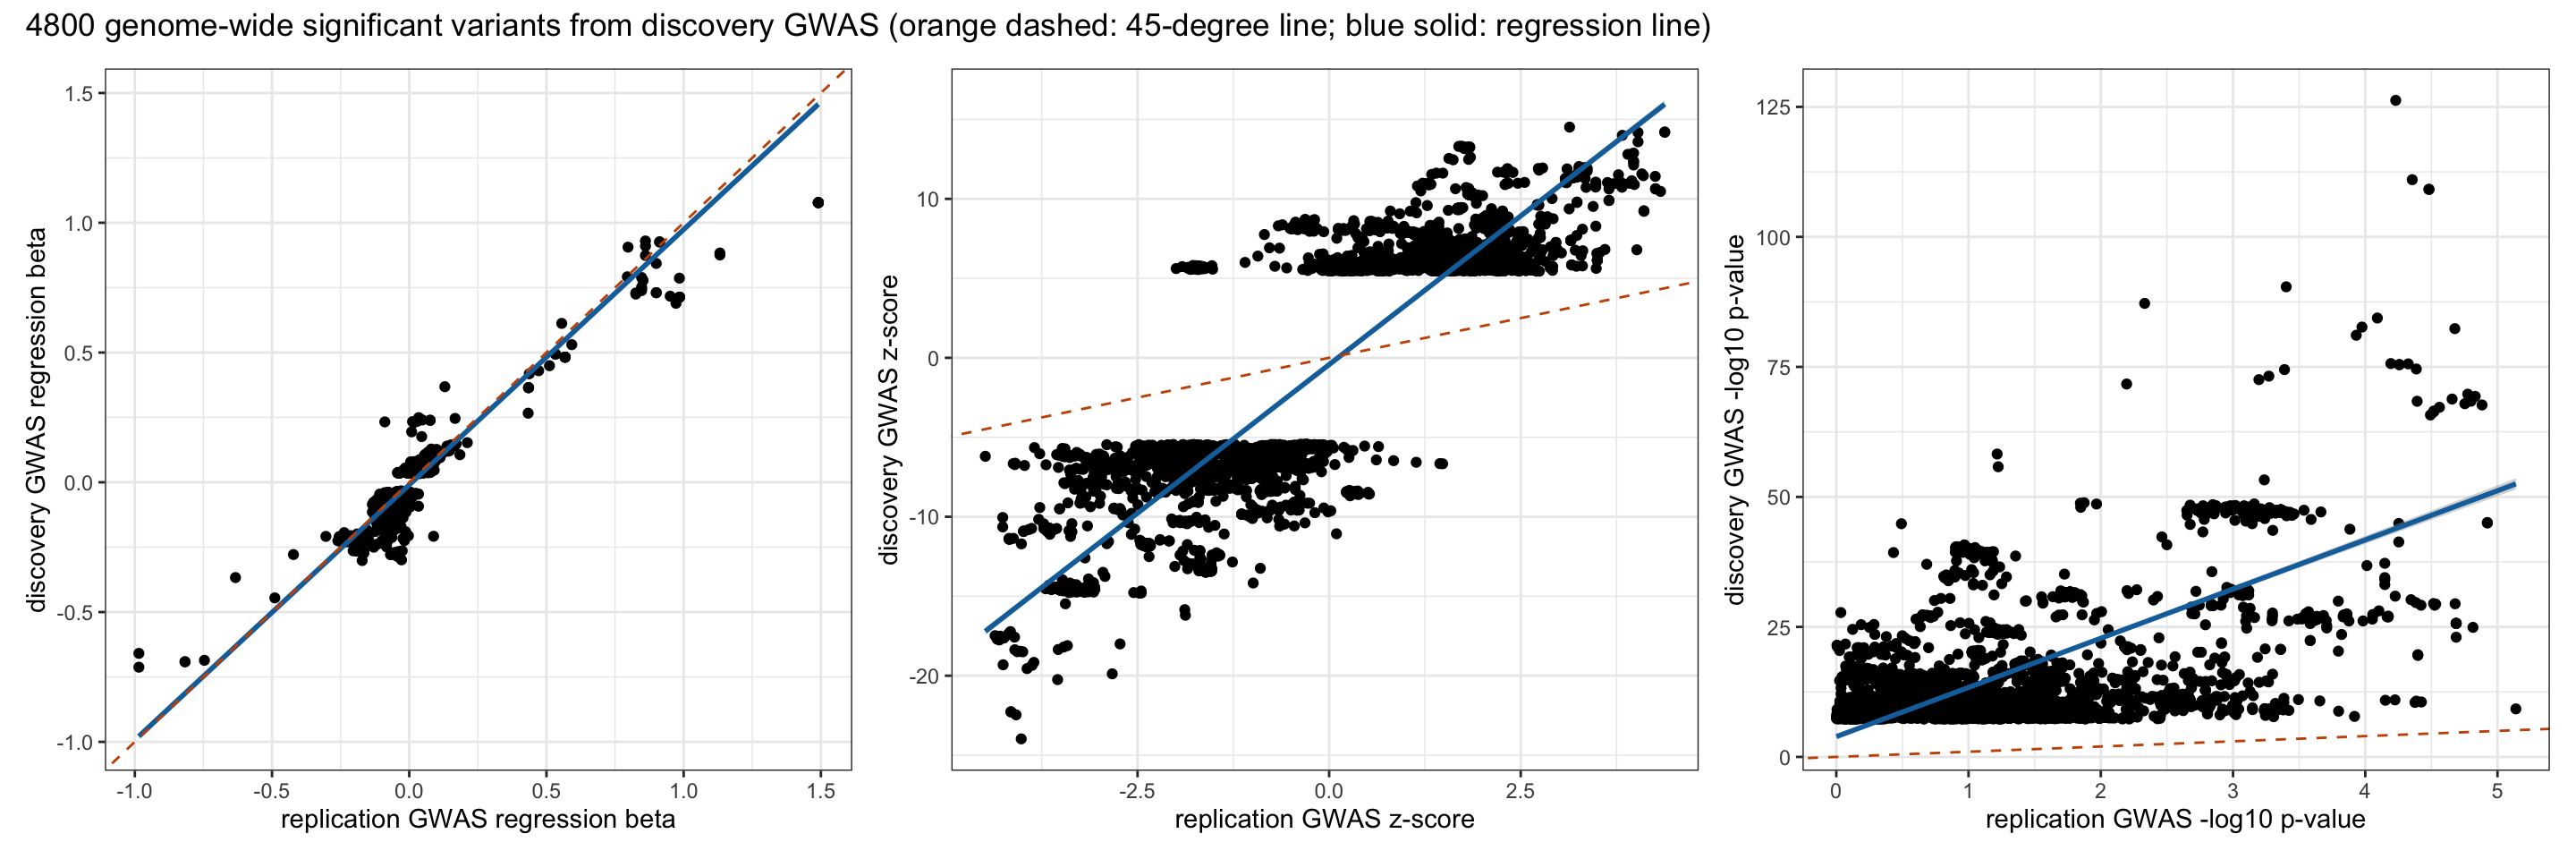 4800 genome-wide significant variants from discovery GWAS (orange dashed: 45-degree line; blue solid: regression line)
discovery GWAS regression beta
1.5
1.0
0.5
0.0
-0.5
-1.0
-1.0 -0.5 0.0 0.5 1.0 1.5
replication GWAS regression beta
discovery GWAS z-score
10
0
-10
-20
-2.5 0.0 2.5
replication GWAS z-score
discovery GWAS -log10 p-value
125
100
75
50
25
0
0 1 2 3 4 5
replication GWAS -log10 p-value